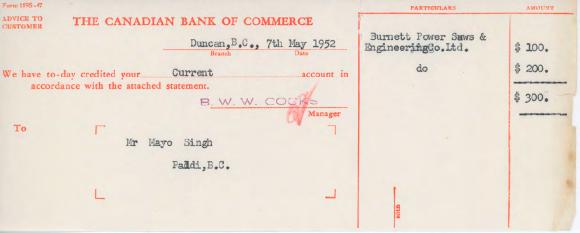 Form 119S-47
ADVICE TO
CUSTOMER
THE CANADIAN BANK OF COMMERCE
Duncan,B.C., 7th May 1952
Branch Date
We have to-day credited your Current account in
accordance with the attached statement.
B. W. W. COCKS
Manager
To
Mr Mayo Singh
Paldi,B.C.
PARTICULARS AMOUNT
Burnett Power Saws &
EngineeringCo.Ltd. $ 100.
do $ 200.
$ 300.